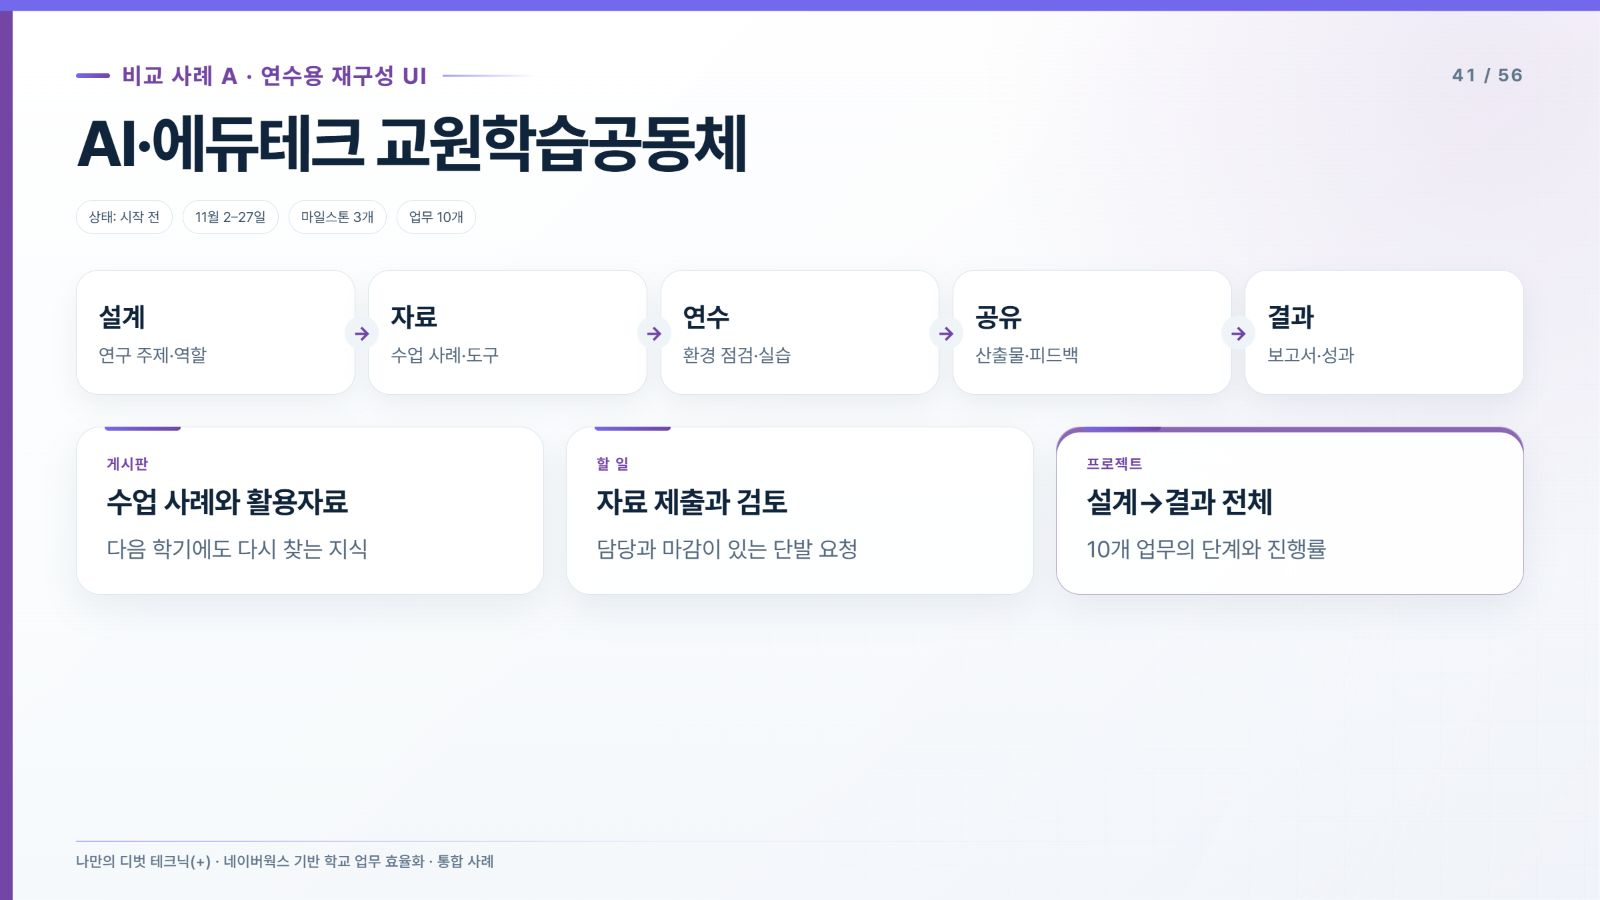 비교 사례 A · 연수용 재구성 UI
41 / 56
AI·에듀테크 교원학습공동체
상태: 시작 전
11월 2–27일
마일스톤 3개
업무 10개
설계
연구 주제·역할
→
자료
수업 사례·도구
→
연수
환경 점검·실습
→
공유
산출물·피드백
→
결과
보고서·성과
게시판
수업 사례와 활용자료
다음 학기에도 다시 찾는 지식
할 일
자료 제출과 검토
담당과 마감이 있는 단발 요청
프로젝트
설계→결과 전체
10개 업무의 단계와 진행률
나만의 디벗 테크닉(+) · 네이버웍스 기반 학교 업무 효율화 · 통합 사례